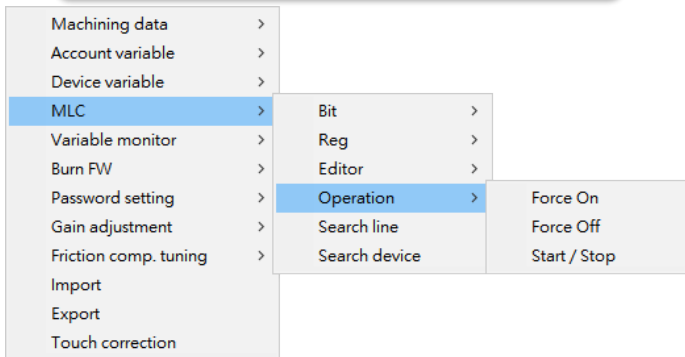 Machining data
Account variable
Device variable
MLC
Variable monitor
Burn FW
Password setting
Gain adjustment
Friction comp. tuning
Import
Export
Touch correction
Bit
Reg
Editor
Operation
Search line
Search device
Force On
Force Off
Start / Stop